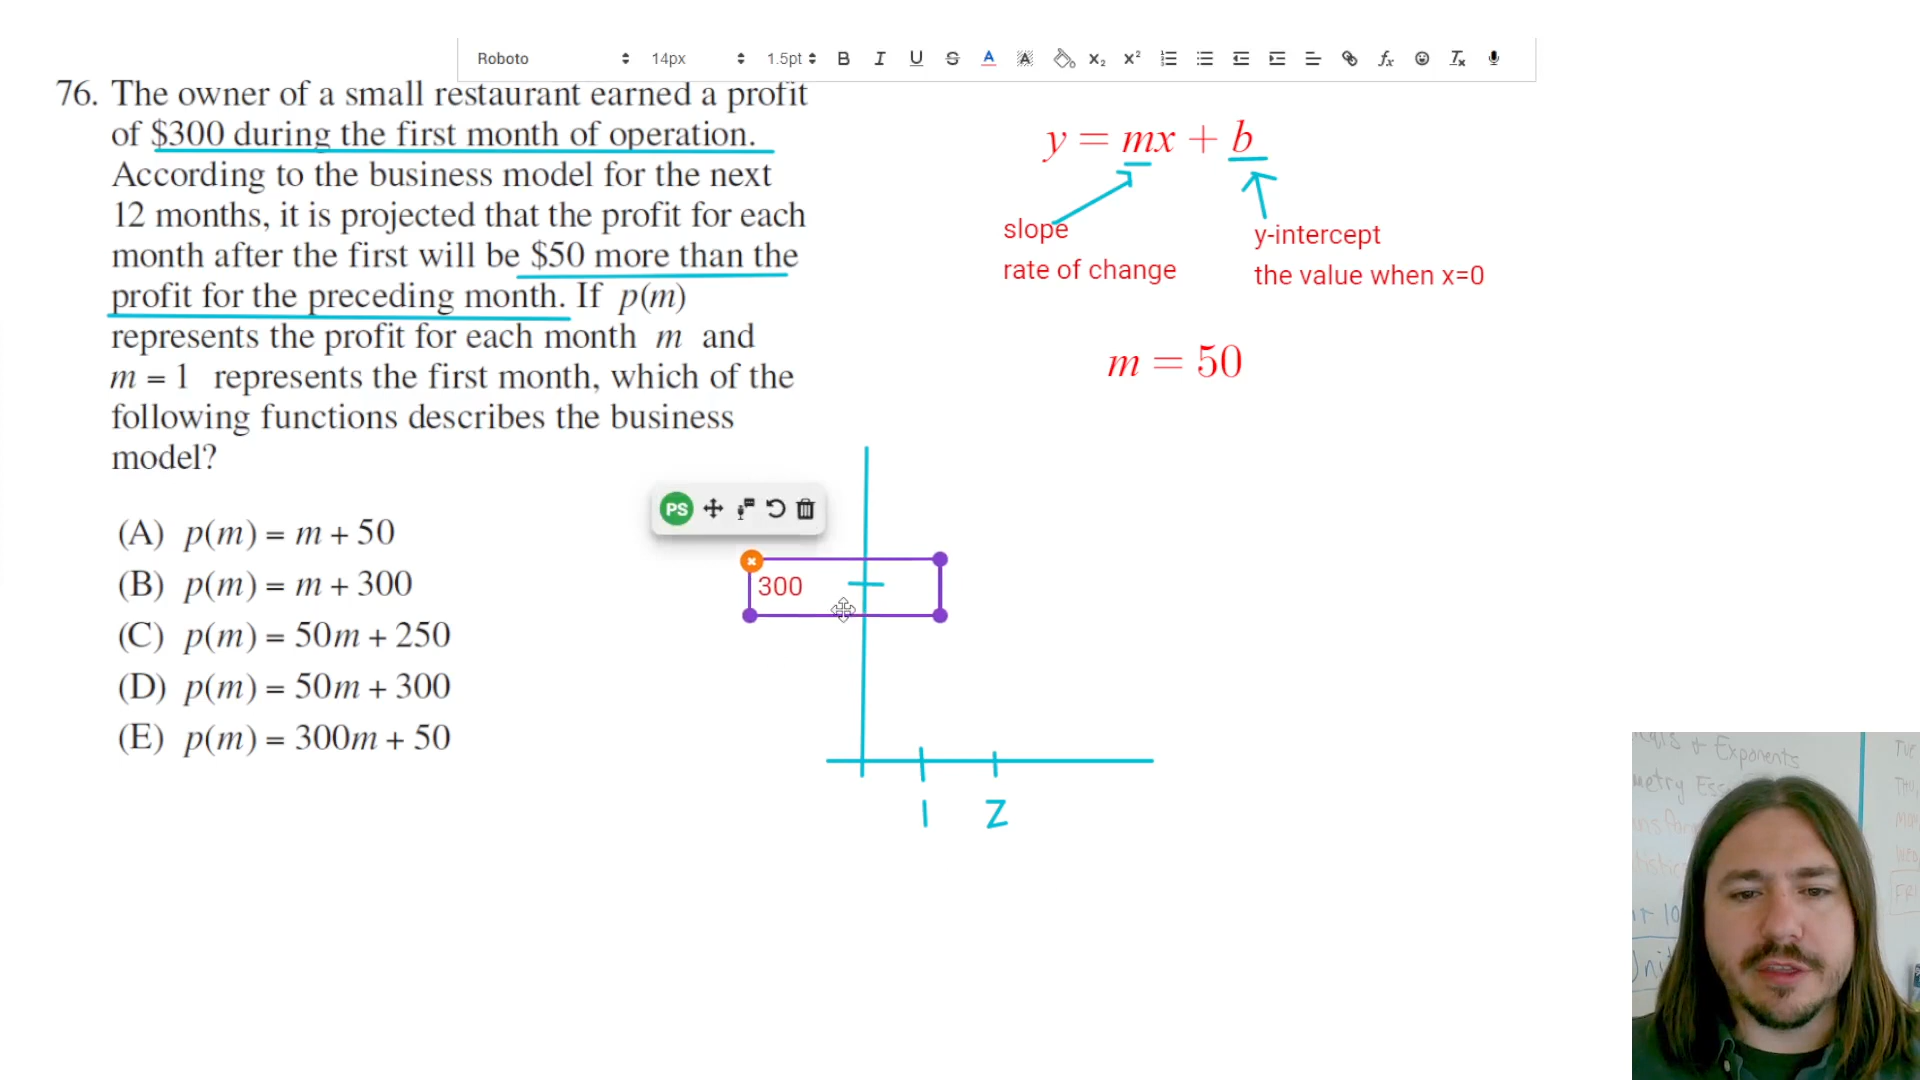 Roboto 14px 1.5pt B I U S A A X₂ X² fx Tx
76. The owner of a small restaurant earned a profit
of $300 during the first month of operation.
According to the business model for the next
12 months, it is projected that the profit for each
month after the first will be $50 more than the
profit for the preceding month. If p(m)
represents the profit for each month m and
m = 1 represents the first month, which of the
following functions describes the business
model?
(A) p(m) = m + 50
(B) p(m) = m + 300
(C) p(m) = 50m + 250
(D) p(m) = 50m + 300
(E) p(m) = 300m + 50
y = mx + b
slope
rate of change
y-intercept
the value when x=0
m = 50
PS
300
1 2
Exponents